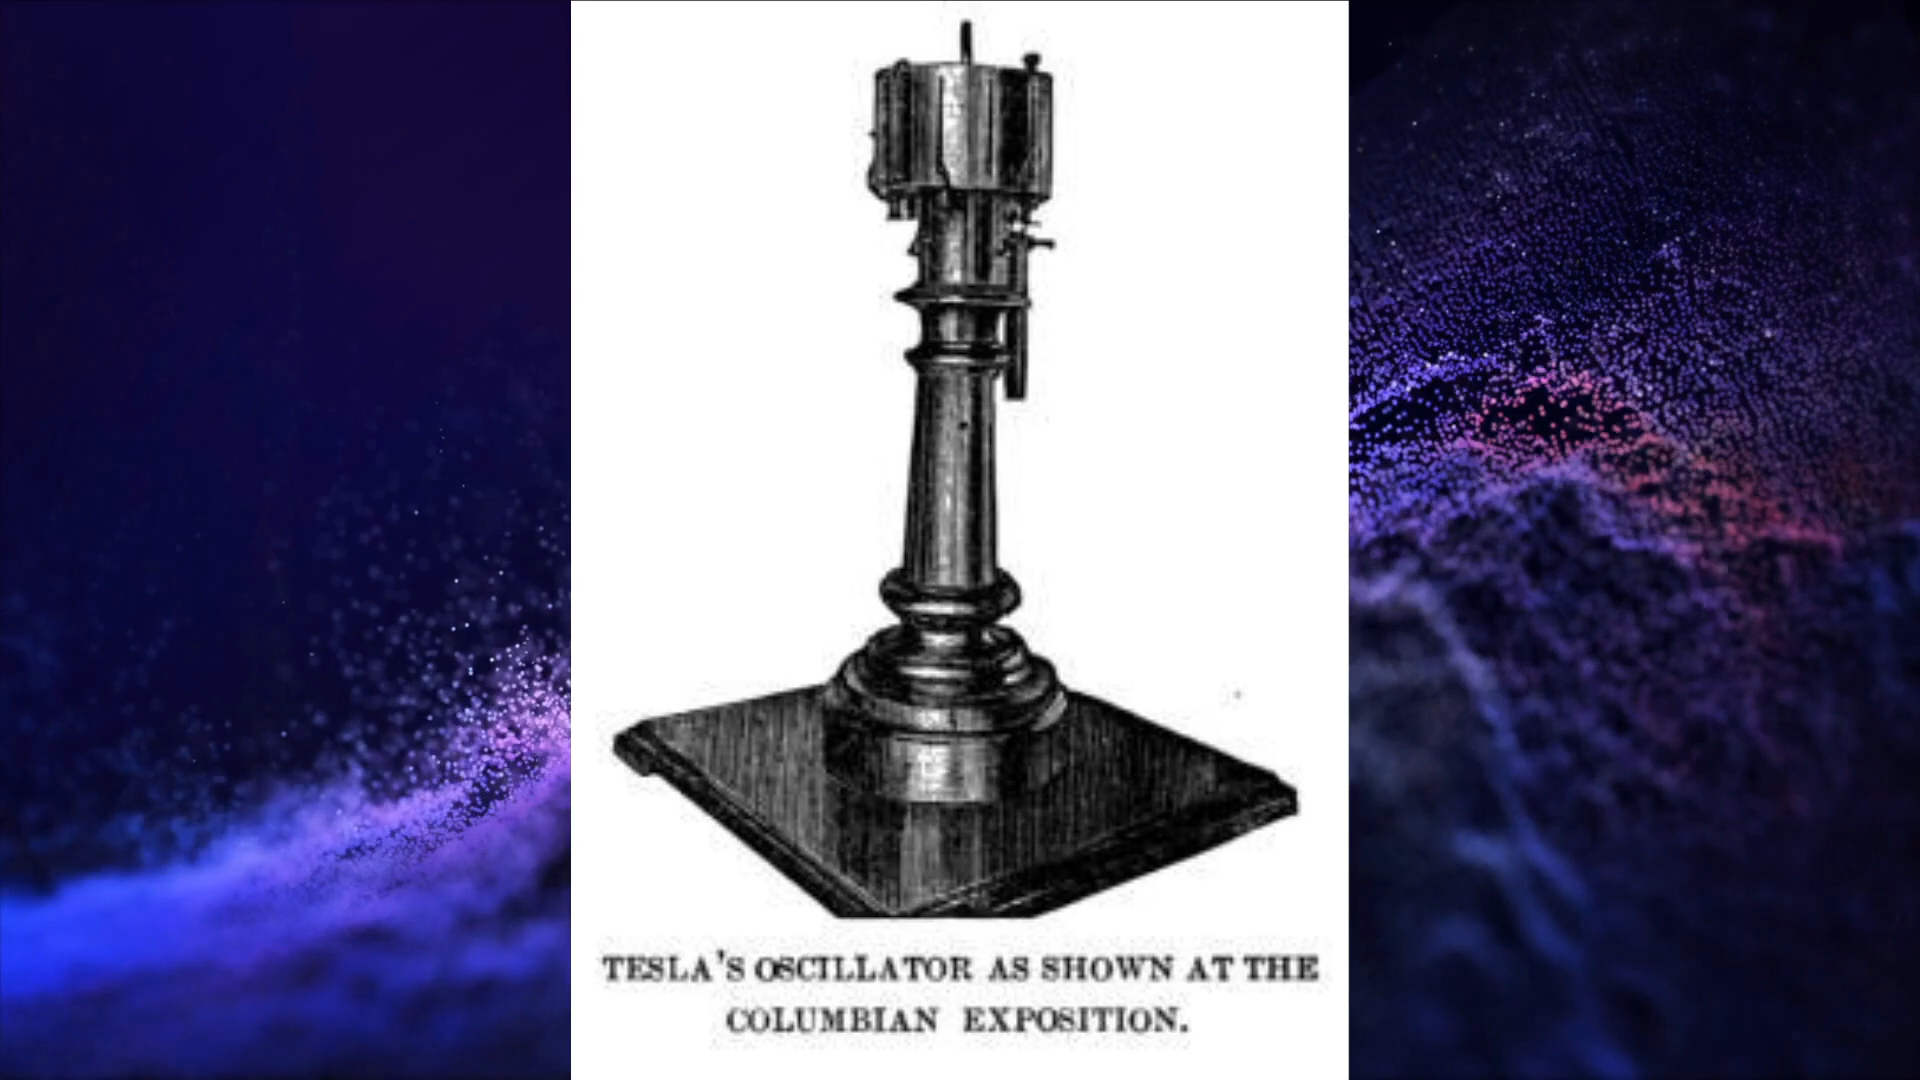 TESLA'S OSCILLATOR AS SHOWN AT THE
COLUMBIAN EXPOSITION.